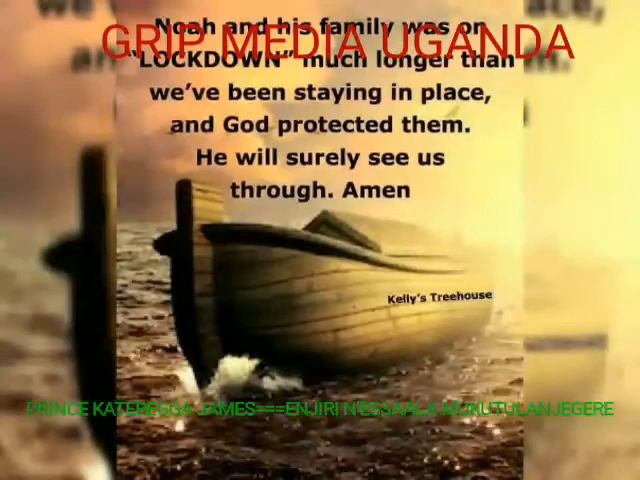 Noah and his family was on
GRIP MEDIA UGANDA
"LOCKDOWN" much longer than
we've been staying in place,
and God protected them.
He will surely see us
through. Amen
Kelly's Treehouse
PRINCE KATEREGGA JAMES===ENJIRI N'ESSAALA MUKUTULANJEGERE